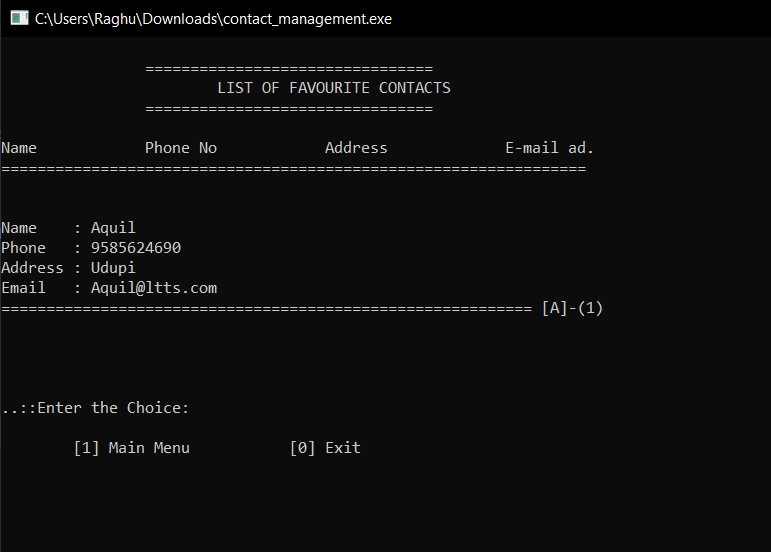 C:\Users\Raghu\Downloads\contact_management.exe
================================
LIST OF FAVOURITE CONTACTS
================================
Name Phone No Address E-mail ad.
=================================================================
Name : Aquil
Phone : 9585624690
Address : Udupi
Email : Aquil@ltts.com
=========================================================== [A]-(1)
..::Enter the Choice:
[1] Main Menu [0] Exit